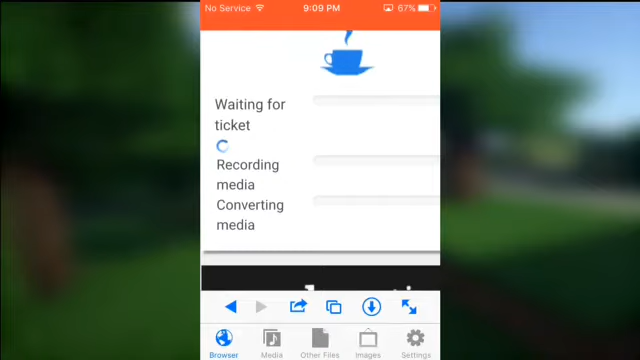 No Service 9:09 PM 67%
Waiting for
ticket
Recording
media
Converting
media
Browser Media Other Files Images Settings